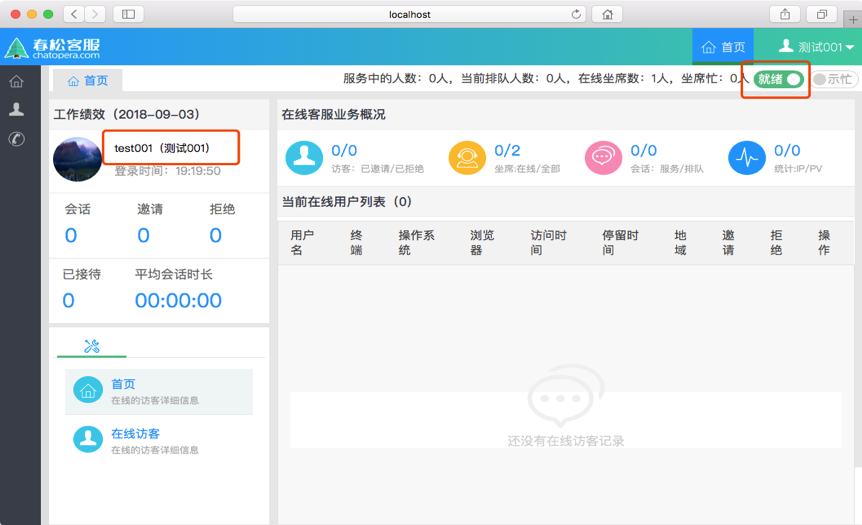 localhost
春松客服
chatopera.com
首页
测试001
首页
服务中的人数：0人，当前排队人数：0人，在线坐席数：1人，坐席忙：0人
就绪
示忙
工作绩效（2018-09-03）
test001（测试001）
登录时间：19:19:50
会话
邀请
拒绝
0
0
0
已接待
平均会话时长
0
00:00:00
首页
在线的访客详细信息
在线访客
在线的访客详细信息
在线客服业务概况
0/0
访客：已邀请/已拒绝
0/2
坐席:在线/全部
0/0
会话：服务/排队
0/0
统计:IP/PV
当前在线用户列表（0）
用户名
终端
操作系统
浏览器
访问时间
停留时间
地域
邀请
拒绝
操作
还没有在线访客记录